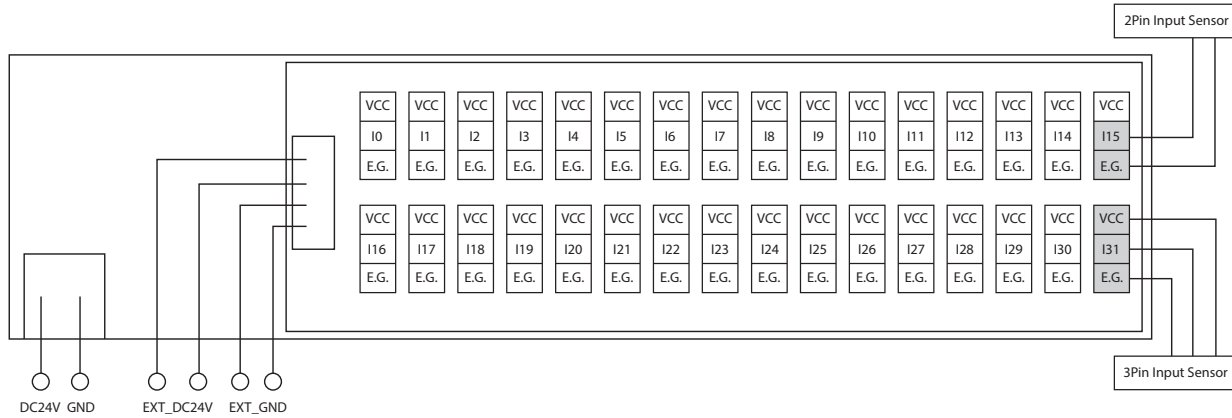 2Pin Input Sensor
VCC VCC VCC VCC VCC VCC VCC VCC VCC VCC VCC VCC VCC VCC VCC VCC
I0 I1 I2 I3 I4 I5 I6 I7 I8 I9 I10 I11 I12 I13 I14 I15
E.G. E.G. E.G. E.G. E.G. E.G. E.G. E.G. E.G. E.G. E.G. E.G. E.G. E.G. E.G. E.G.
VCC VCC VCC VCC VCC VCC VCC VCC VCC VCC VCC VCC VCC VCC VCC VCC
I16 I17 I18 I19 I20 I21 I22 I23 I24 I25 I26 I27 I28 I29 I30 I31
E.G. E.G. E.G. E.G. E.G. E.G. E.G. E.G. E.G. E.G. E.G. E.G. E.G. E.G. E.G. E.G.
3Pin Input Sensor
DC24V GND EXT_DC24V EXT_GND